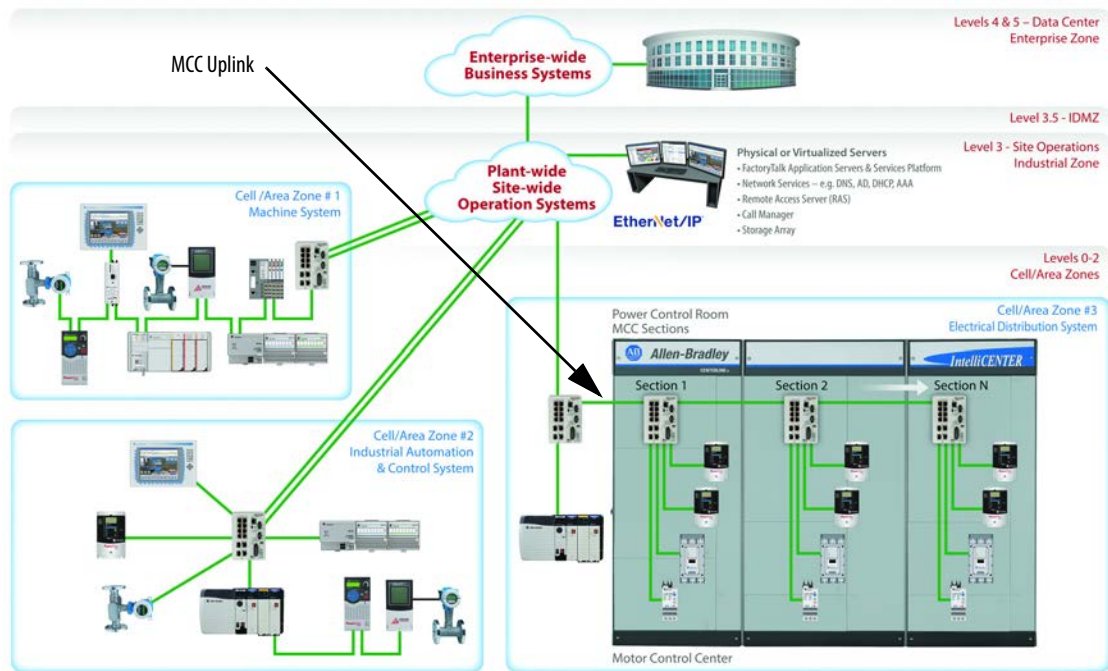 Levels 4 & 5 – Data Center
Enterprise Zone
Enterprise-wide
Business Systems
MCC Uplink
Level 3.5 - IDMZ
Level 3 - Site Operations
Industrial Zone
Plant-wide
Site-wide
Operation Systems
Physical or Virtualized Servers
• FactoryTalk Application Servers & Services Platform
• Network Services – e.g. DNS, AD, DHCP, AAA
• Remote Access Server (RAS)
• Call Manager
• Storage Array
EtherNet/IP
Cell /Area Zone # 1
Machine System
Levels 0-2
Cell/Area Zones
Cell/Area Zone #3
Electrical Distribution System
Power Control Room
MCC Sections
AB Allen-Bradley
CENTERLINE
IntelliCENTER
Section 1
Section 2
Section N
Cell/Area Zone #2
Industrial Automation
& Control System
Motor Control Center